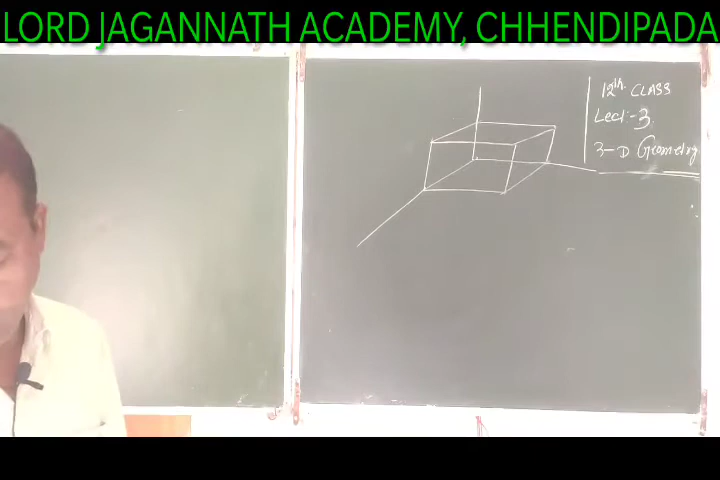 LORD JAGANNATH ACADEMY, CHHENDIPADA
12th CLASS
Lect:-3.
3-D Geometry